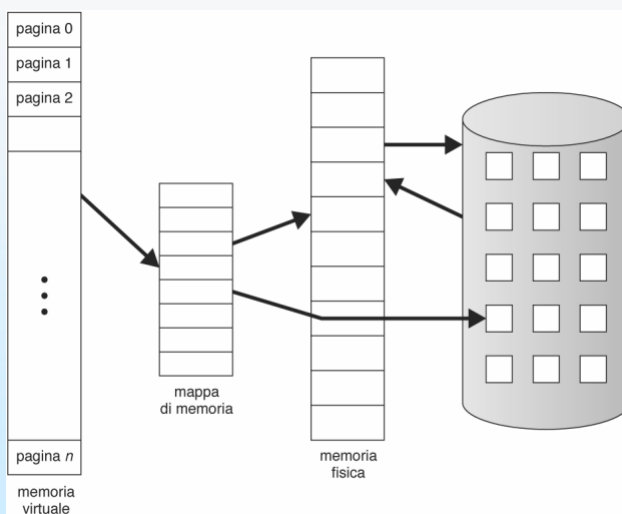 pagina 0
pagina 1
pagina 2
pagina n
memoria
virtuale
mappa
di memoria
memoria
fisica